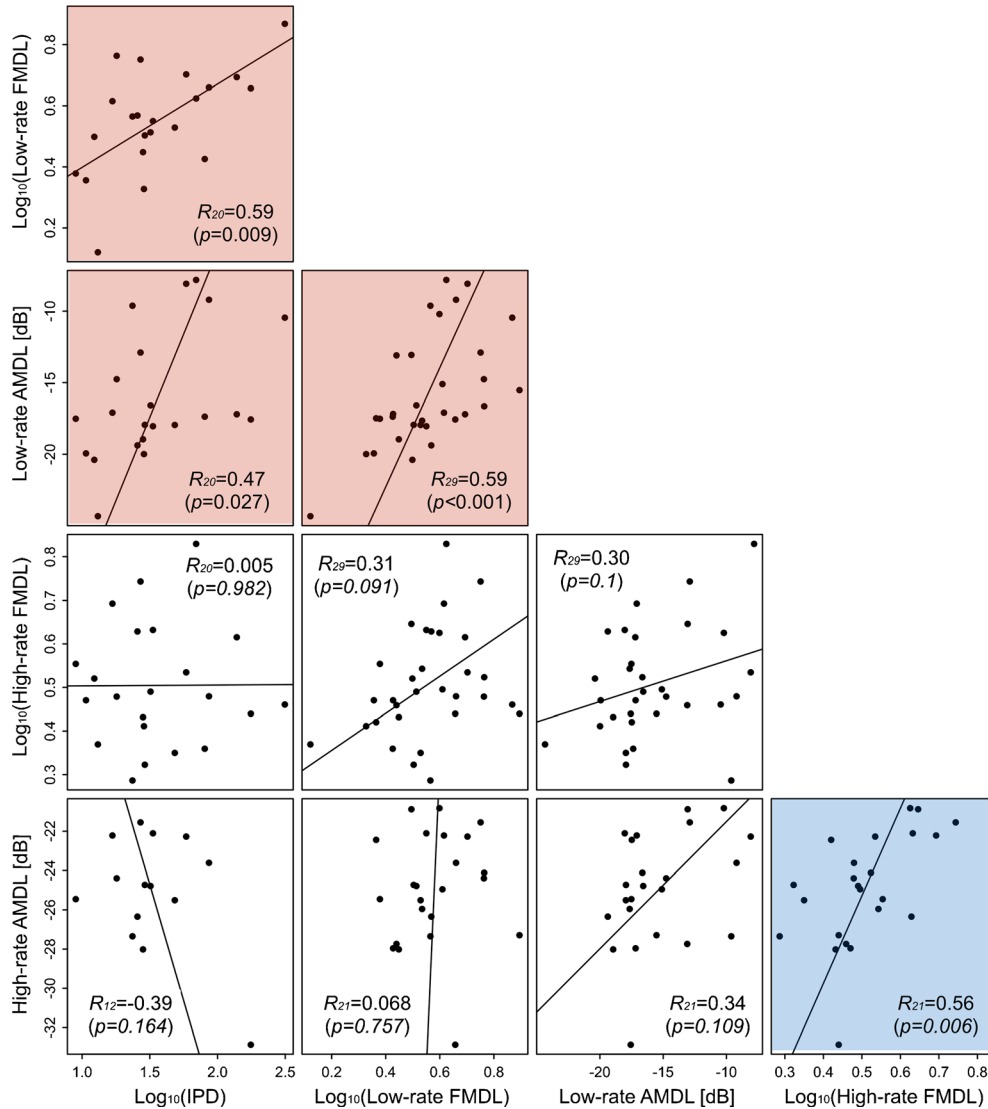 Log₁₀(Low-rate FMDL)
0.8
0.6
0.4
0.2
R₂₀=0.59
(p=0.009)
Low-rate AMDL [dB]
-10
-15
-20
R₂₀=0.47
(p=0.027)
R₂₉=0.59
(p<0.001)
Log₁₀(High-rate FMDL)
0.8
0.7
0.6
0.5
0.4
0.3
R₂₀=0.005
(p=0.982)
R₂₉=0.31
(p=0.091)
R₂₉=0.30
(p=0.1)
High-rate AMDL [dB]
-22
-24
-26
-28
-30
-32
R₁₂=-0.39
(p=0.164)
R₂₁=0.068
(p=0.757)
R₂₁=0.34
(p=0.109)
R₂₁=0.56
(p=0.006)
1.0 1.5 2.0 2.5
0.2 0.4 0.6 0.8
-20 -15 -10
0.3 0.4 0.5 0.6 0.7 0.8
Log₁₀(IPD)
Log₁₀(Low-rate FMDL)
Low-rate AMDL [dB]
Log₁₀(High-rate FMDL)